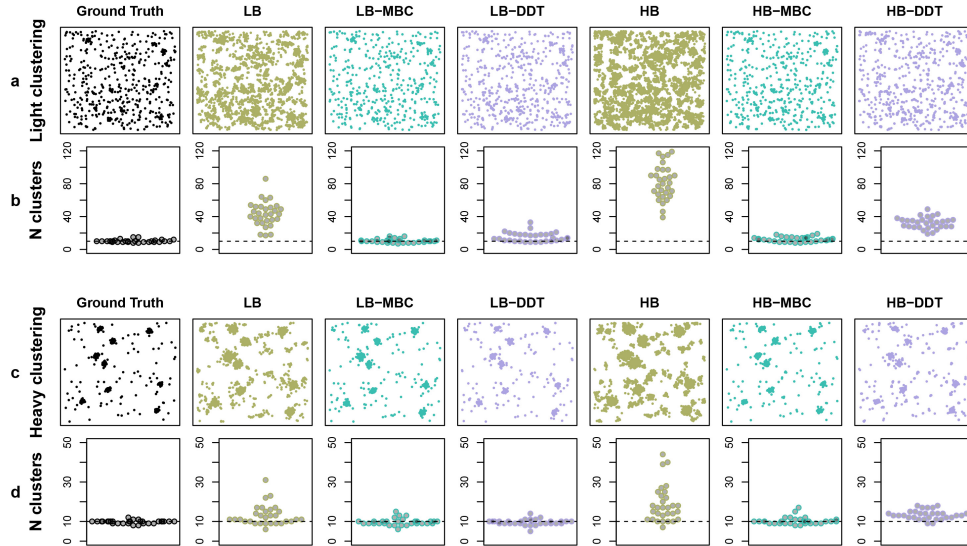 Ground Truth LB LB−MBC LB−DDT HB HB−MBC HB−DDT
a
Light clustering
b
N clusters
0 40 80 120
0 40 80 120
0 40 80 120
0 40 80 120
0 40 80 120
0 40 80 120
0 40 80 120
Ground Truth LB LB−MBC LB−DDT HB HB−MBC HB−DDT
c
Heavy clustering
d
N clusters
0 10 30 50
0 10 30 50
0 10 30 50
0 10 30 50
0 10 30 50
0 10 30 50
0 10 30 50